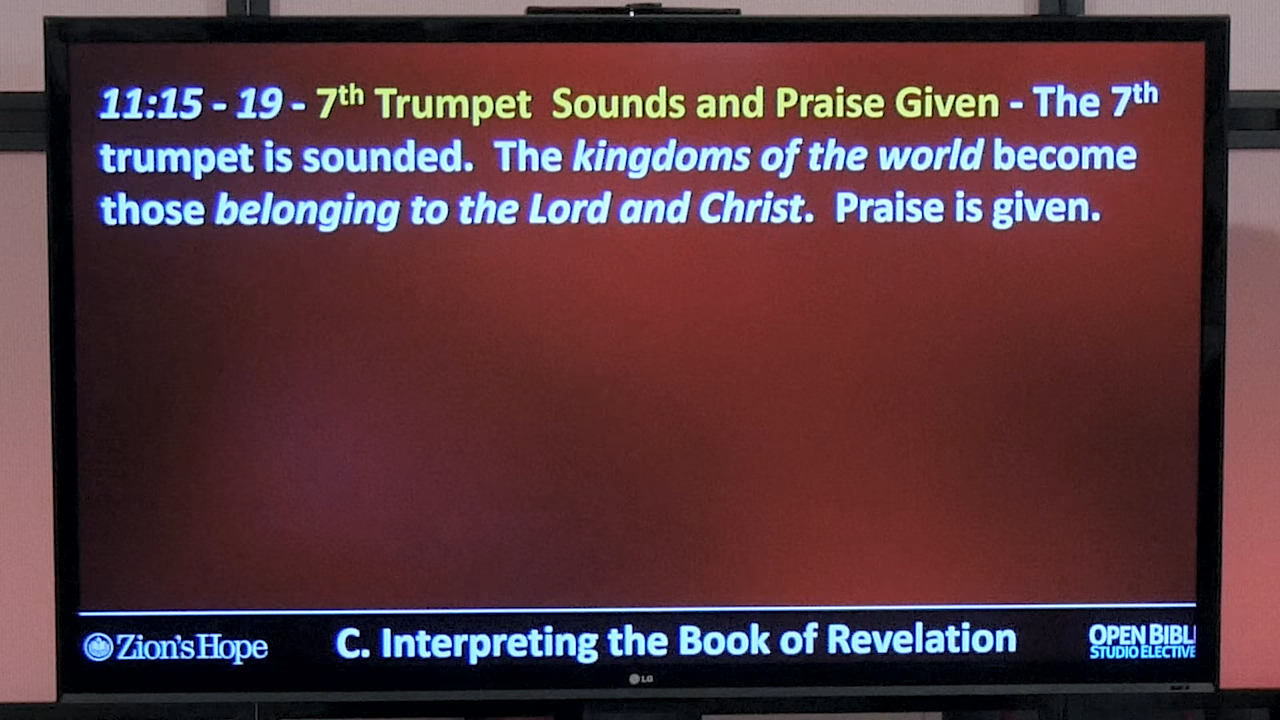 11:15 - 19 - 7th Trumpet Sounds and Praise Given - The 7th
trumpet is sounded. The kingdoms of the world become
those belonging to the Lord and Christ. Praise is given.
Zion's Hope
C. Interpreting the Book of Revelation
OPEN BIBL
STUDIO ELECTIVE
LG